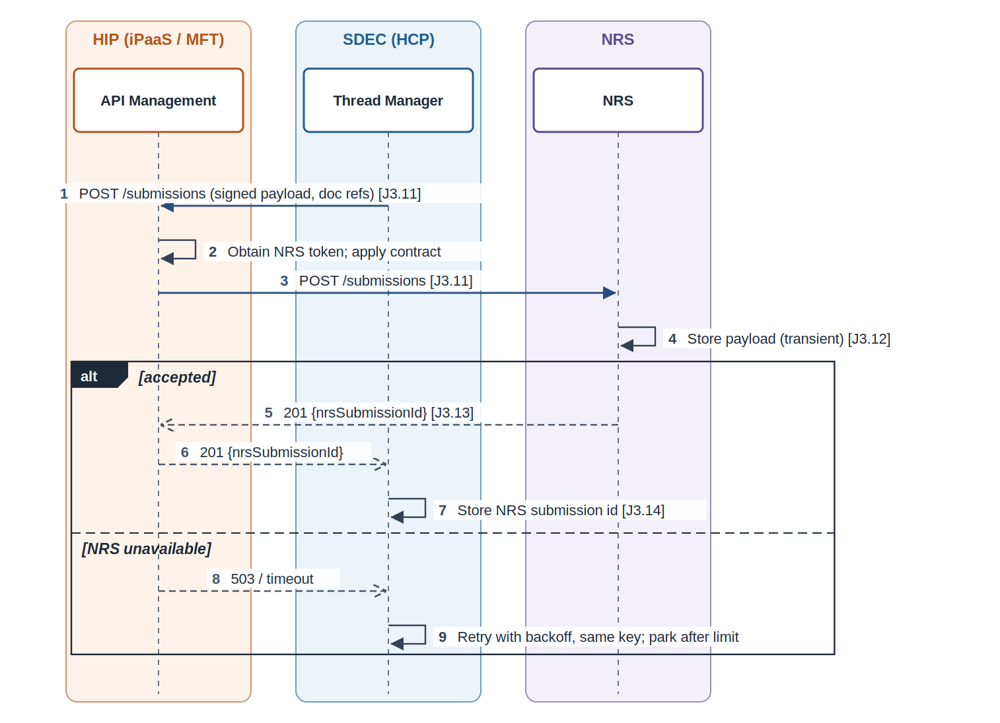 HIP (iPaaS / MFT)
SDEC (HCP)
NRS
API Management
Thread Manager
NRS
1 POST /submissions (signed payload, doc refs) [J3.11]
2 Obtain NRS token; apply contract
3 POST /submissions [J3.11]
4 Store payload (transient) [J3.12]
alt [accepted]
5 201 {nrsSubmissionId} [J3.13]
6 201 {nrsSubmissionId}
7 Store NRS submission id [J3.14]
[NRS unavailable]
8 503 / timeout
9 Retry with backoff, same key; park after limit